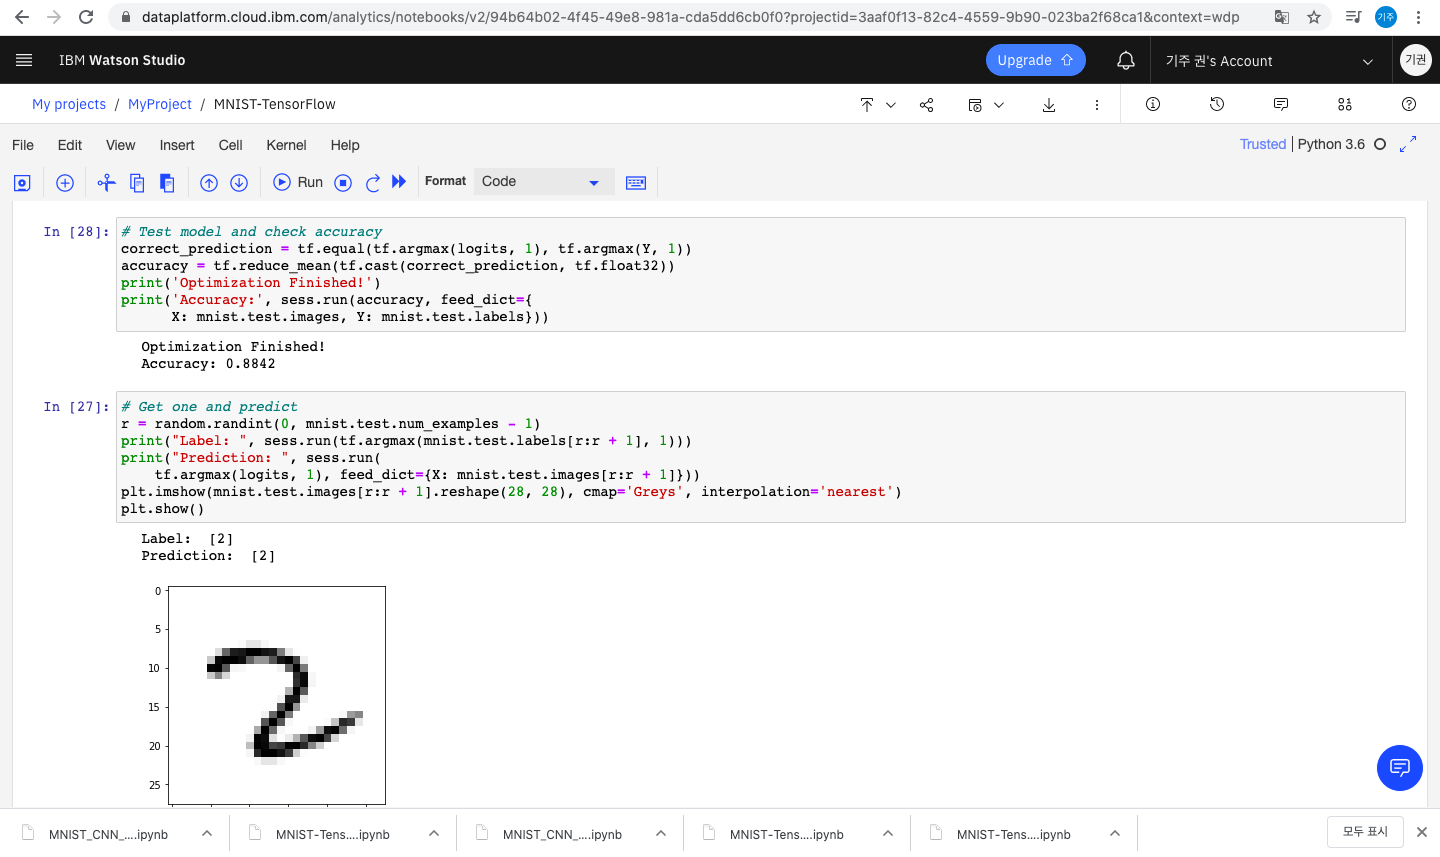 dataplatform.cloud.ibm.com/analytics/notebooks/v2/94b64b02-4f45-49e8-981a-cda5dd6cb0f0?projectid=3aaf0f13-82c4-4559-9b90-023ba2f68ca1&context=wdp
기주
IBM Watson Studio
Upgrade
기주 권's Account
기권
My projects / MyProject / MNIST-TensorFlow
File Edit View Insert Cell Kernel Help
Trusted | Python 3.6
Run
Format
Code
In [28]:
# Test model and check accuracy
correct_prediction = tf.equal(tf.argmax(logits, 1), tf.argmax(Y, 1))
accuracy = tf.reduce_mean(tf.cast(correct_prediction, tf.float32))
print('Optimization Finished!')
print('Accuracy:', sess.run(accuracy, feed_dict={
      X: mnist.test.images, Y: mnist.test.labels}))
Optimization Finished!
Accuracy: 0.8842
In [27]:
# Get one and predict
r = random.randint(0, mnist.test.num_examples - 1)
print("Label: ", sess.run(tf.argmax(mnist.test.labels[r:r + 1], 1)))
print("Prediction: ", sess.run(
    tf.argmax(logits, 1), feed_dict={X: mnist.test.images[r:r + 1]}))
plt.imshow(mnist.test.images[r:r + 1].reshape(28, 28), cmap='Greys', interpolation='nearest')
plt.show()
Label:  [2]
Prediction:  [2]
0
5
10
15
20
25
2
MNIST_CNN_....ipynb
MNIST-Tens....ipynb
MNIST_CNN_....ipynb
MNIST-Tens....ipynb
MNIST-Tens....ipynb
모두 표시